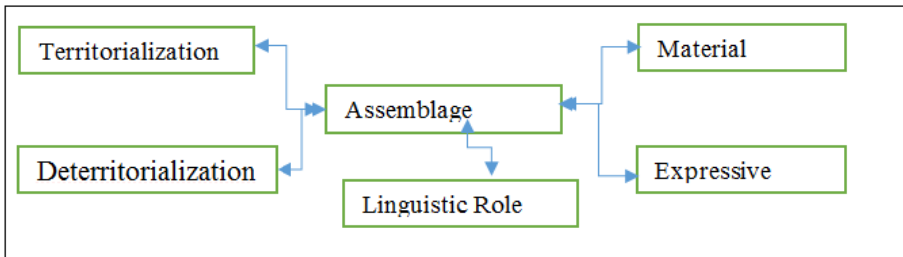 Territorialization
Material
Assemblage
Deterritorialization
Expressive
Linguistic Role